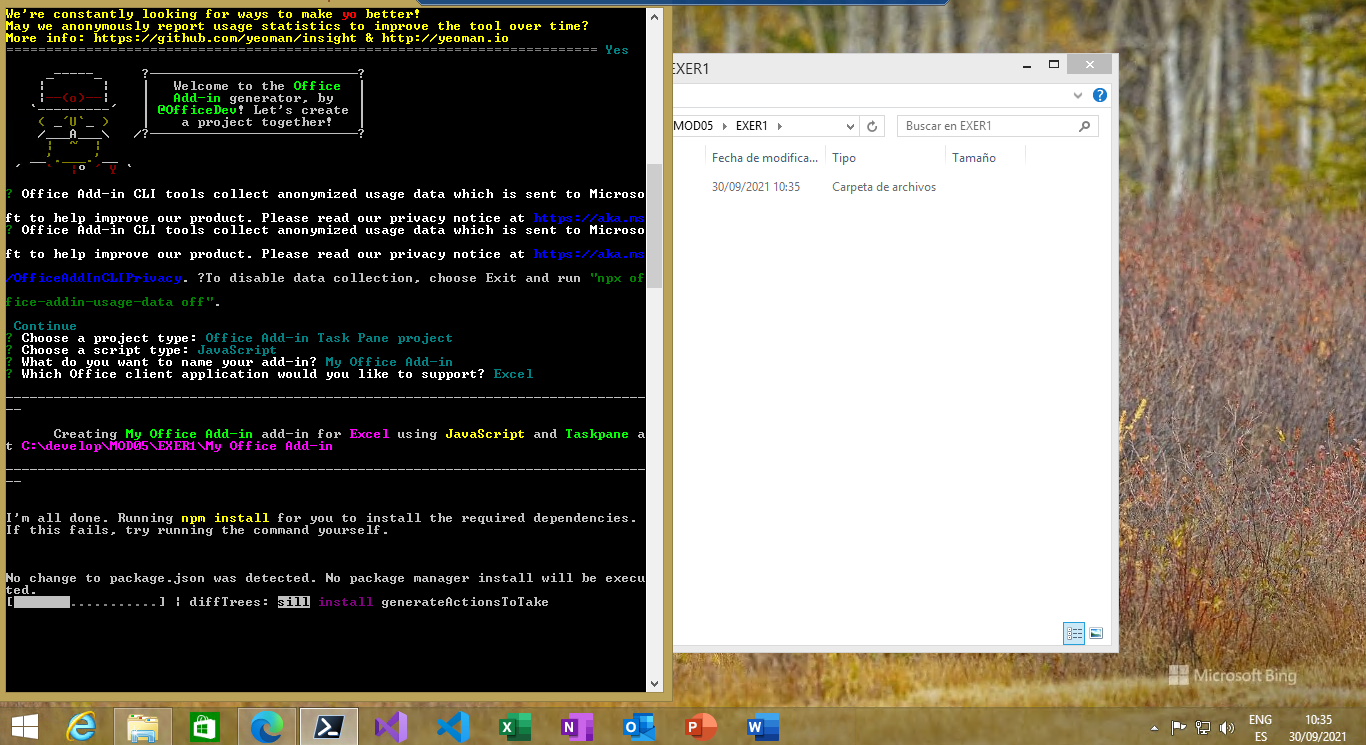 We're constantly looking for ways to make yo better!
May we anonymously report usage statistics to improve the tool over time?
More info: https://github.com/yeoman/insight & http://yeoman.io
========================================================================== Yes
Welcome to the Office
Add-in generator, by
@OfficeDev! Let's create
a project together!
? Office Add-in CLI tools collect anonymized usage data which is sent to Microso
ft to help improve our product. Please read our privacy notice at https://aka.ms
? Office Add-in CLI tools collect anonymized usage data which is sent to Microso
ft to help improve our product. Please read our privacy notice at https://aka.ms
/OfficeAddInCLIPrivacy. ?To disable data collection, choose Exit and run "npx of
fice-addin-usage-data off".
Continue
? Choose a project type: Office Add-in Task Pane project
? Choose a script type: JavaScript
? What do you want to name your add-in? My Office Add-in
? Which Office client application would you like to support? Excel
--------------------------------------------------------------------------------
--
Creating My Office Add-in add-in for Excel using JavaScript and Taskpane a
t C:\develop\MOD05\EXER1\My Office Add-in
--------------------------------------------------------------------------------
--
I'm all done. Running npm install for you to install the required dependencies.
If this fails, try running the command yourself.
No change to package.json was detected. No package manager install will be execu
ted.
[       ...........] | diffTrees: sill install generateActionsToTake
EXER1
MOD05 EXER1
Buscar en EXER1
Fecha de modifica... Tipo Tamaño
30/09/2021 10:35 Carpeta de archivos
Microsoft Bing
ENG
ES
10:35
30/09/2021